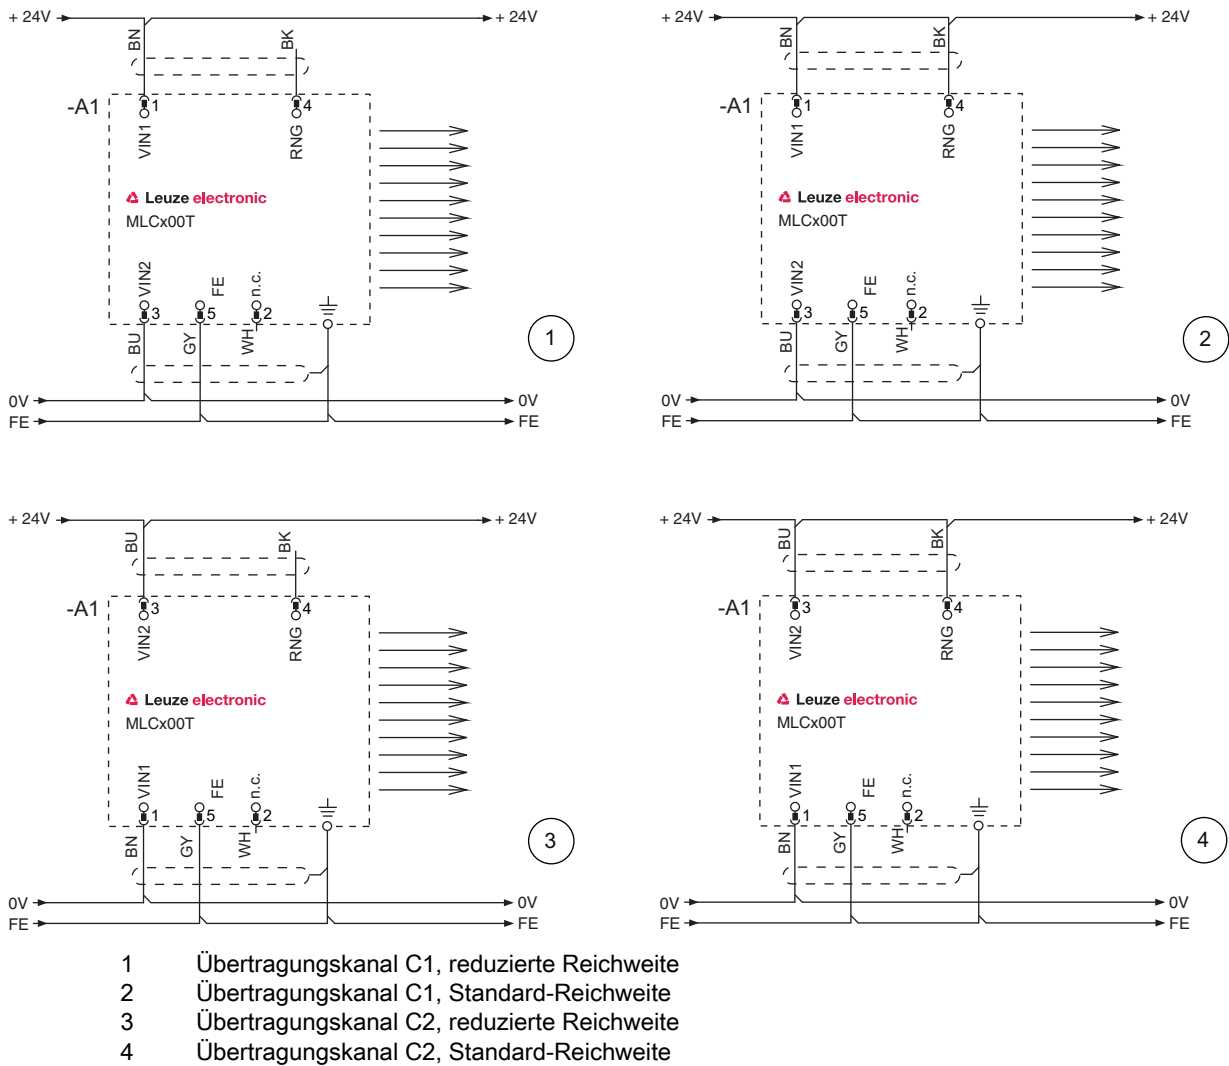 + 24V + 24V
BN BK
-A1 1 4
VIN1 RNG
Leuze electronic
MLCx00T
VIN2 FE n.c.
3 5 2
BU GY WH
1
0V 0V
FE FE
+ 24V + 24V
BN BK
-A1 1 4
VIN1 RNG
Leuze electronic
MLCx00T
VIN2 FE n.c.
3 5 2
BU GY WH
2
0V 0V
FE FE
+ 24V + 24V
BU BK
-A1 3 4
VIN2 RNG
Leuze electronic
MLCx00T
VIN1 FE n.c.
1 5 2
BN GY WH
3
0V 0V
FE FE
+ 24V + 24V
BU BK
-A1 3 4
VIN2 RNG
Leuze electronic
MLCx00T
VIN1 FE n.c.
1 5 2
BN GY WH
4
0V 0V
FE FE
1 Übertragungskanal C1, reduzierte Reichweite
2 Übertragungskanal C1, Standard-Reichweite
3 Übertragungskanal C2, reduzierte Reichweite
4 Übertragungskanal C2, Standard-Reichweite